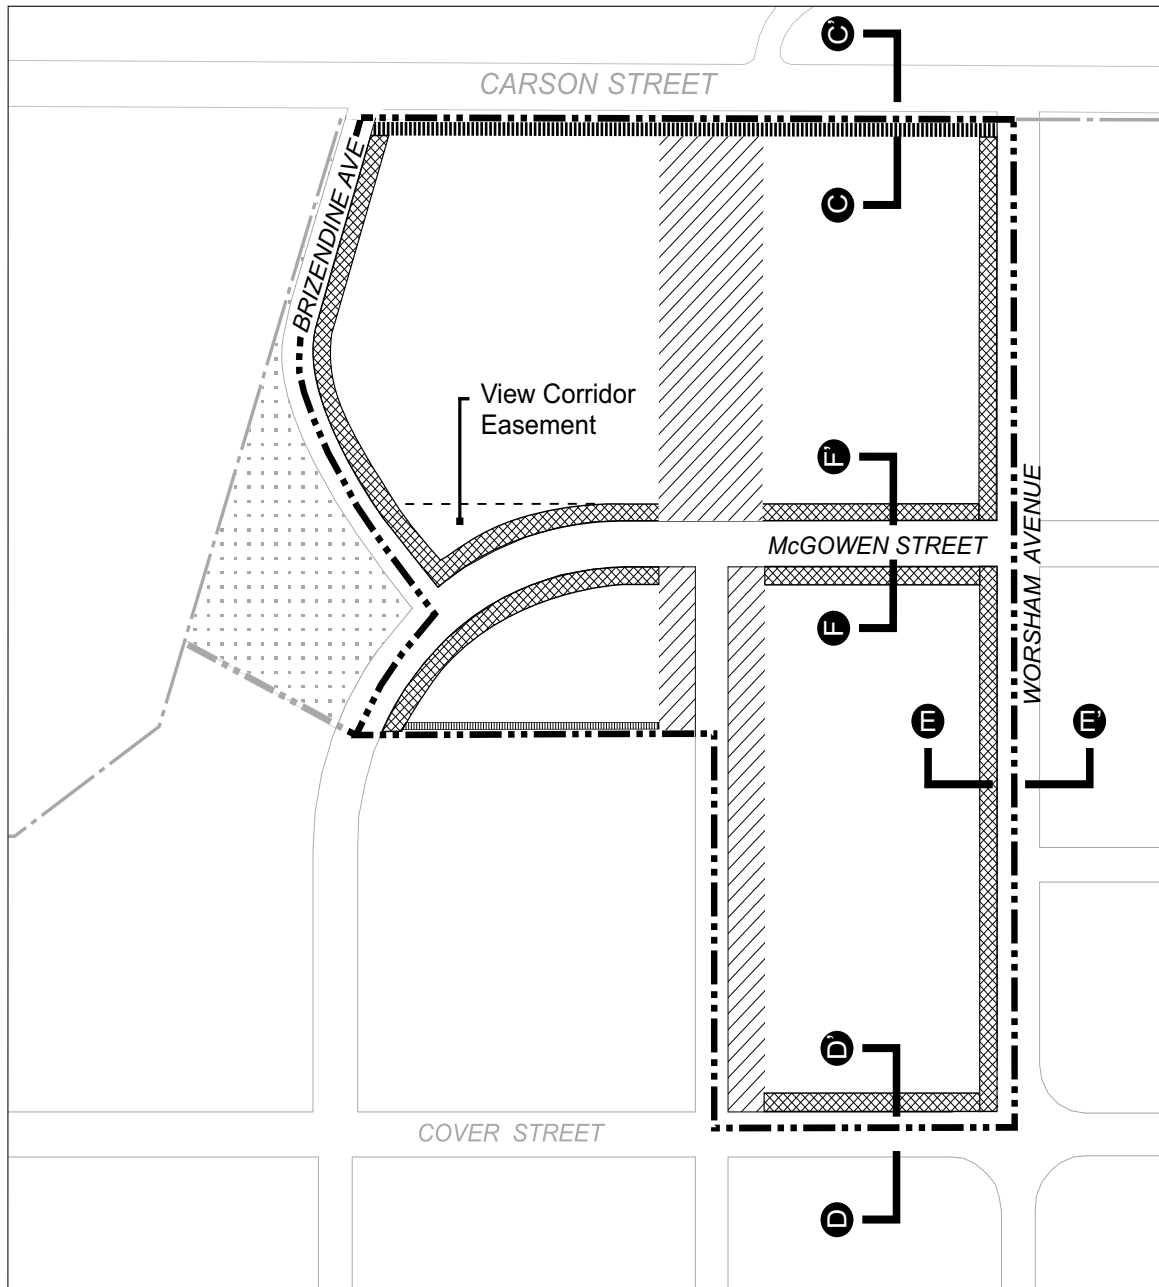 C'
CARSON STREET
BRIZENDINE AVE
C
View Corridor
Easement
F'
McGOWEN STREET
WORSHAM AVENUE
F
E
E'
D'
COVER STREET
D